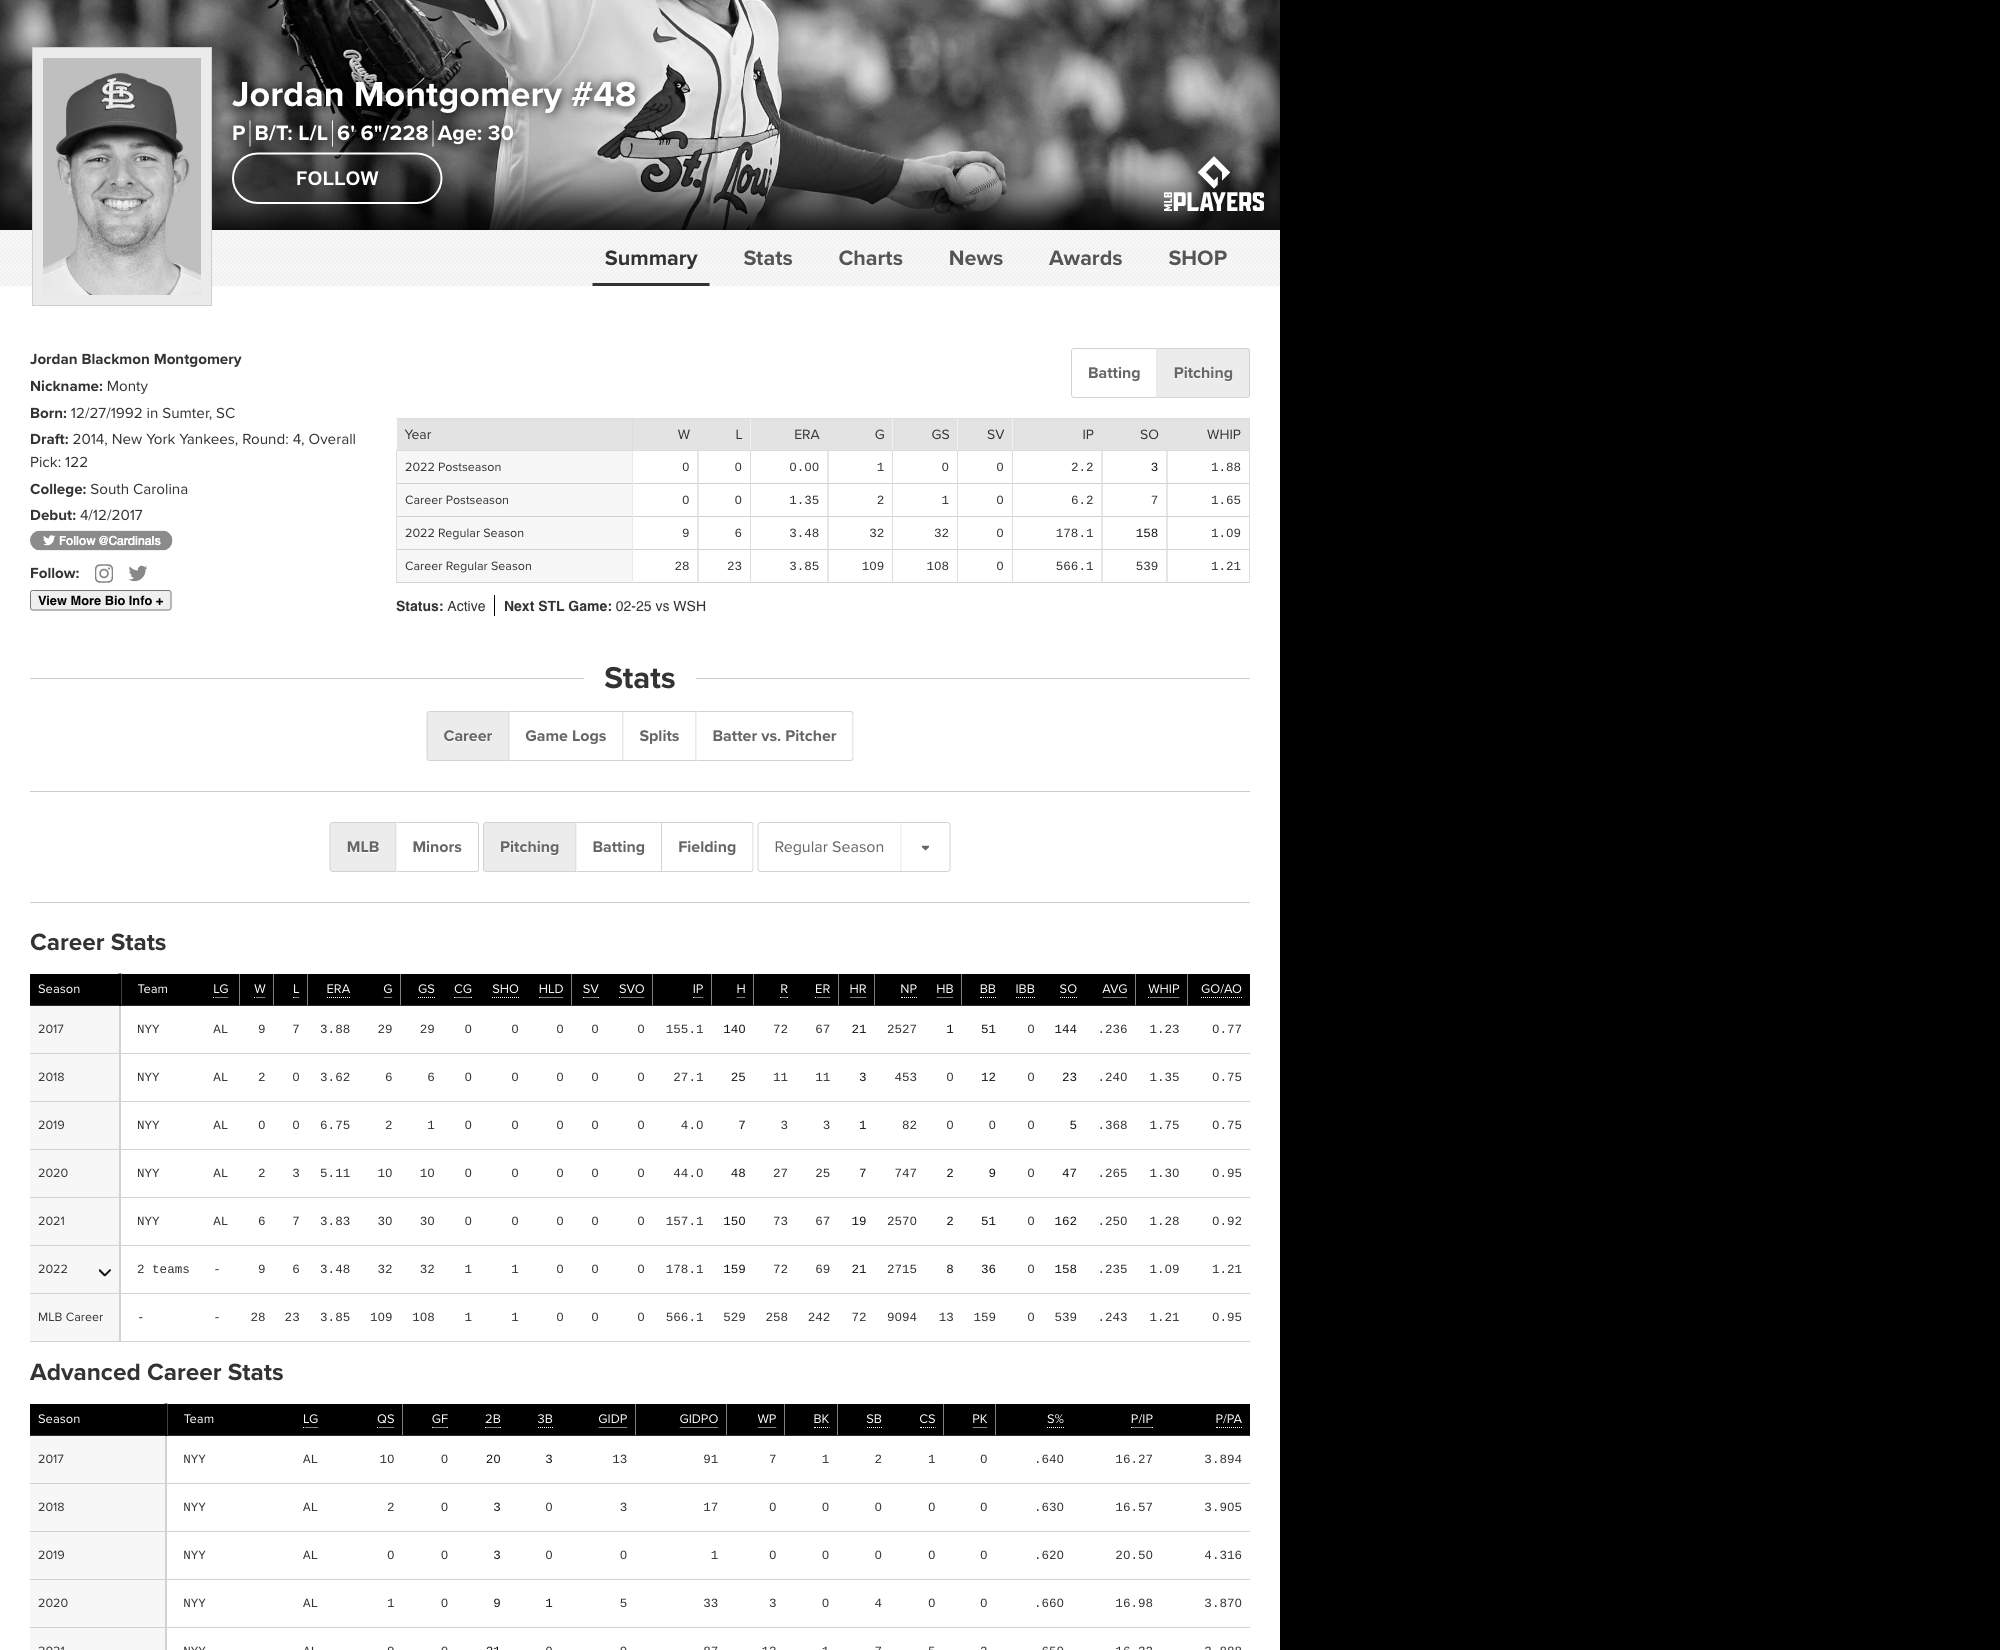 Jordan Montgomery #48
P B/T: L/L 6' 6"/228 Age: 30
FOLLOW
MLB PLAYERS
St. Loui
Summary Stats Charts News Awards SHOP
Jordan Blackmon Montgomery
Nickname: Monty
Born: 12/27/1992 in Sumter, SC
Draft: 2014, New York Yankees, Round: 4, Overall
Pick: 122
College: South Carolina
Debut: 4/12/2017
Follow @Cardinals
Follow:
View More Bio Info +
Batting Pitching
Year W L ERA G GS SV IP SO WHIP
2022 Postseason 0 0 0.00 1 0 0 2.2 3 1.88
Career Postseason 0 0 1.35 2 1 0 6.2 7 1.65
2022 Regular Season 9 6 3.48 32 32 0 178.1 158 1.09
Career Regular Season 28 23 3.85 109 108 0 566.1 539 1.21
Status: Active Next STL Game: 02-25 vs WSH
Stats
Career Game Logs Splits Batter vs. Pitcher
MLB Minors Pitching Batting Fielding Regular Season
Career Stats
Season Team LG W L ERA G GS CG SHO HLD SV SVO IP H R ER HR NP HB BB IBB SO AVG WHIP GO/AO
2017 NYY AL 9 7 3.88 29 29 0 0 0 0 0 155.1 140 72 67 21 2527 1 51 0 144 .236 1.23 0.77
2018 NYY AL 2 0 3.62 6 6 0 0 0 0 0 27.1 25 11 11 3 453 0 12 0 23 .240 1.35 0.75
2019 NYY AL 0 0 6.75 2 1 0 0 0 0 0 4.0 7 3 3 1 82 0 0 0 5 .368 1.75 0.75
2020 NYY AL 2 3 5.11 10 10 0 0 0 0 0 44.0 48 27 25 7 747 2 9 0 47 .265 1.30 0.95
2021 NYY AL 6 7 3.83 30 30 0 0 0 0 0 157.1 150 73 67 19 2570 2 51 0 162 .250 1.28 0.92
2022 2 teams - 9 6 3.48 32 32 1 1 0 0 0 178.1 159 72 69 21 2715 8 36 0 158 .235 1.09 1.21
MLB Career - - 28 23 3.85 109 108 1 1 0 0 0 566.1 529 258 242 72 9094 13 159 0 539 .243 1.21 0.95
Advanced Career Stats
Season Team LG QS GF 2B 3B GIDP GIDPO WP BK SB CS PK S% P/IP P/PA
2017 NYY AL 10 0 20 3 13 91 7 1 2 1 0 .640 16.27 3.894
2018 NYY AL 2 0 3 0 3 17 0 0 0 0 0 .630 16.57 3.905
2019 NYY AL 0 0 3 0 0 1 0 0 0 0 0 .620 20.50 4.316
2020 NYY AL 1 0 9 1 5 33 3 0 4 0 0 .660 16.98 3.870